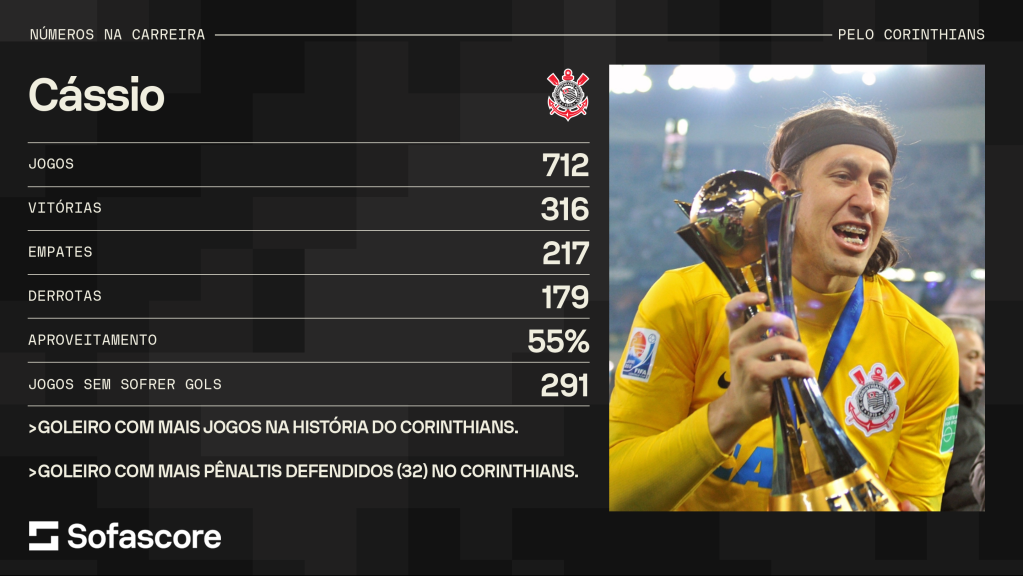 NÚMEROS NA CARREIRA
PELO CORINTHIANS
Cássio
JOGOS 712
VITÓRIAS 316
EMPATES 217
DERROTAS 179
APROVEITAMENTO 55%
JOGOS SEM SOFRER GOLS 291
>GOLEIRO COM MAIS JOGOS NA HISTÓRIA DO CORINTHIANS.
>GOLEIRO COM MAIS PÊNALTIS DEFENDIDOS (32) NO CORINTHIANS.
Sofascore
FIFA
FIFA